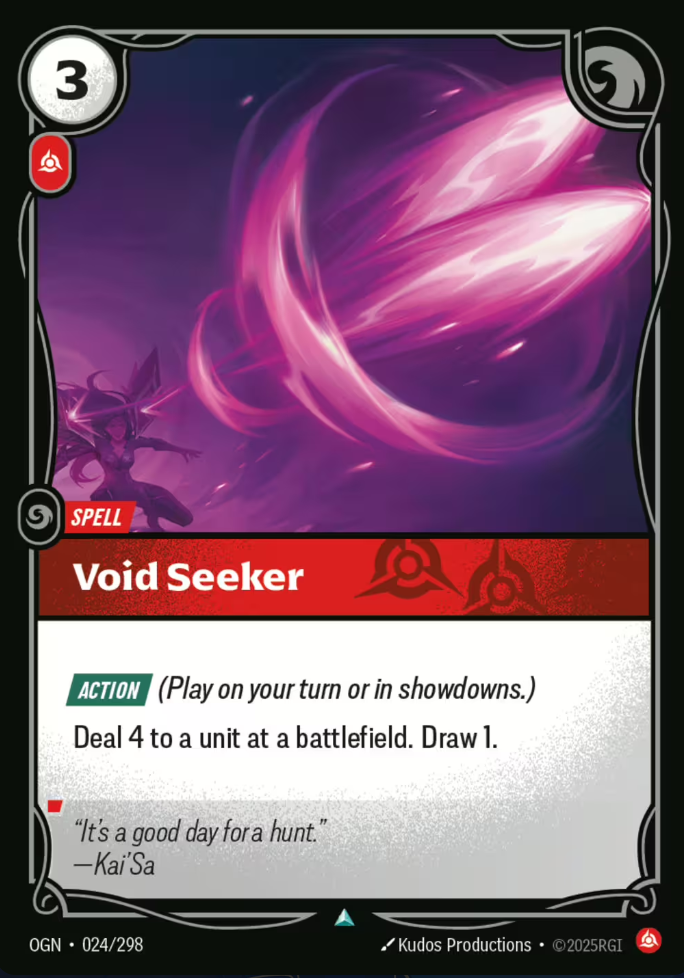 3
SPELL
Void Seeker
ACTION (Play on your turn or in showdowns.)
Deal 4 to a unit at a battlefield. Draw 1.
“It’s a good day for a hunt.”
—Kai’Sa
OGN • 024/298
Kudos Productions • ©2025RGI